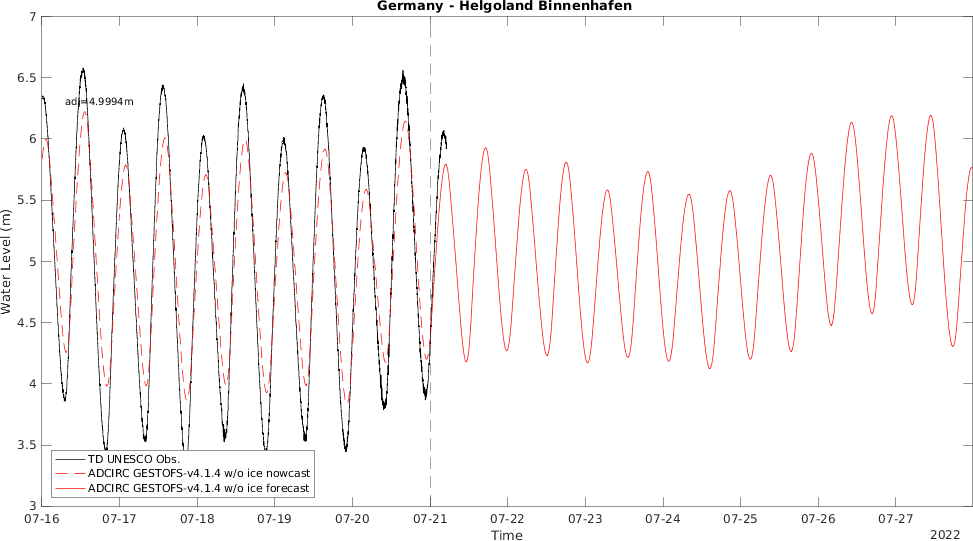 Germany - Helgoland Binnenhafen
7
6.5
6
5.5
5
4.5
4
3.5
3
Water Level (m)
adj=4.9994m
TD UNESCO Obs.
ADCIRC GESTOFS-v4.1.4 w/o ice nowcast
ADCIRC GESTOFS-v4.1.4 w/o ice forecast
07-16 07-17 07-18 07-19 07-20 07-21 07-22 07-23 07-24 07-25 07-26 07-27
Time
2022